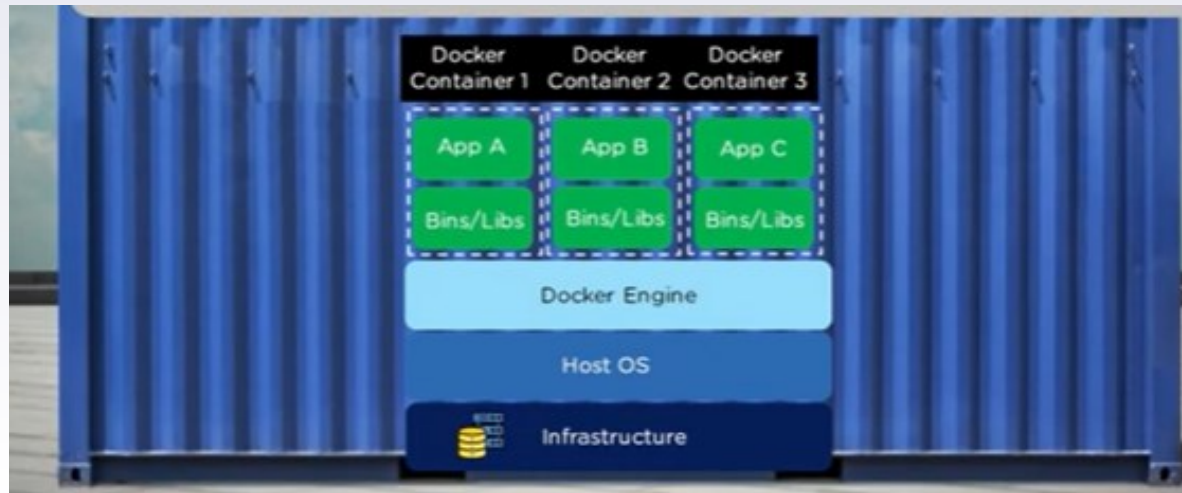 Docker Container 1
Docker Container 2
Docker Container 3
App A
App B
App C
Bins/Libs
Bins/Libs
Bins/Libs
Docker Engine
Host OS
Infrastructure